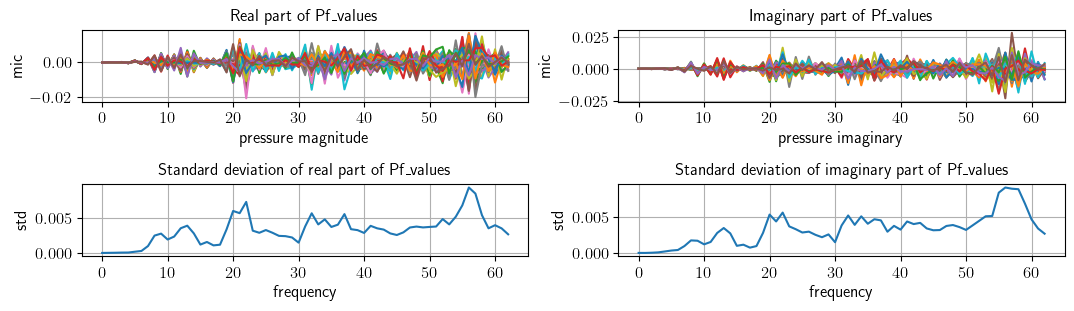 Real part of Pf_values
mic
0.00
−0.02
0 10 20 30 40 50 60
pressure magnitude
Imaginary part of Pf_values
mic
0.025
0.000
−0.025
0 10 20 30 40 50 60
pressure imaginary
Standard deviation of real part of Pf_values
std
0.005
0.000
0 10 20 30 40 50 60
frequency
Standard deviation of imaginary part of Pf_values
std
0.005
0.000
0 10 20 30 40 50 60
frequency